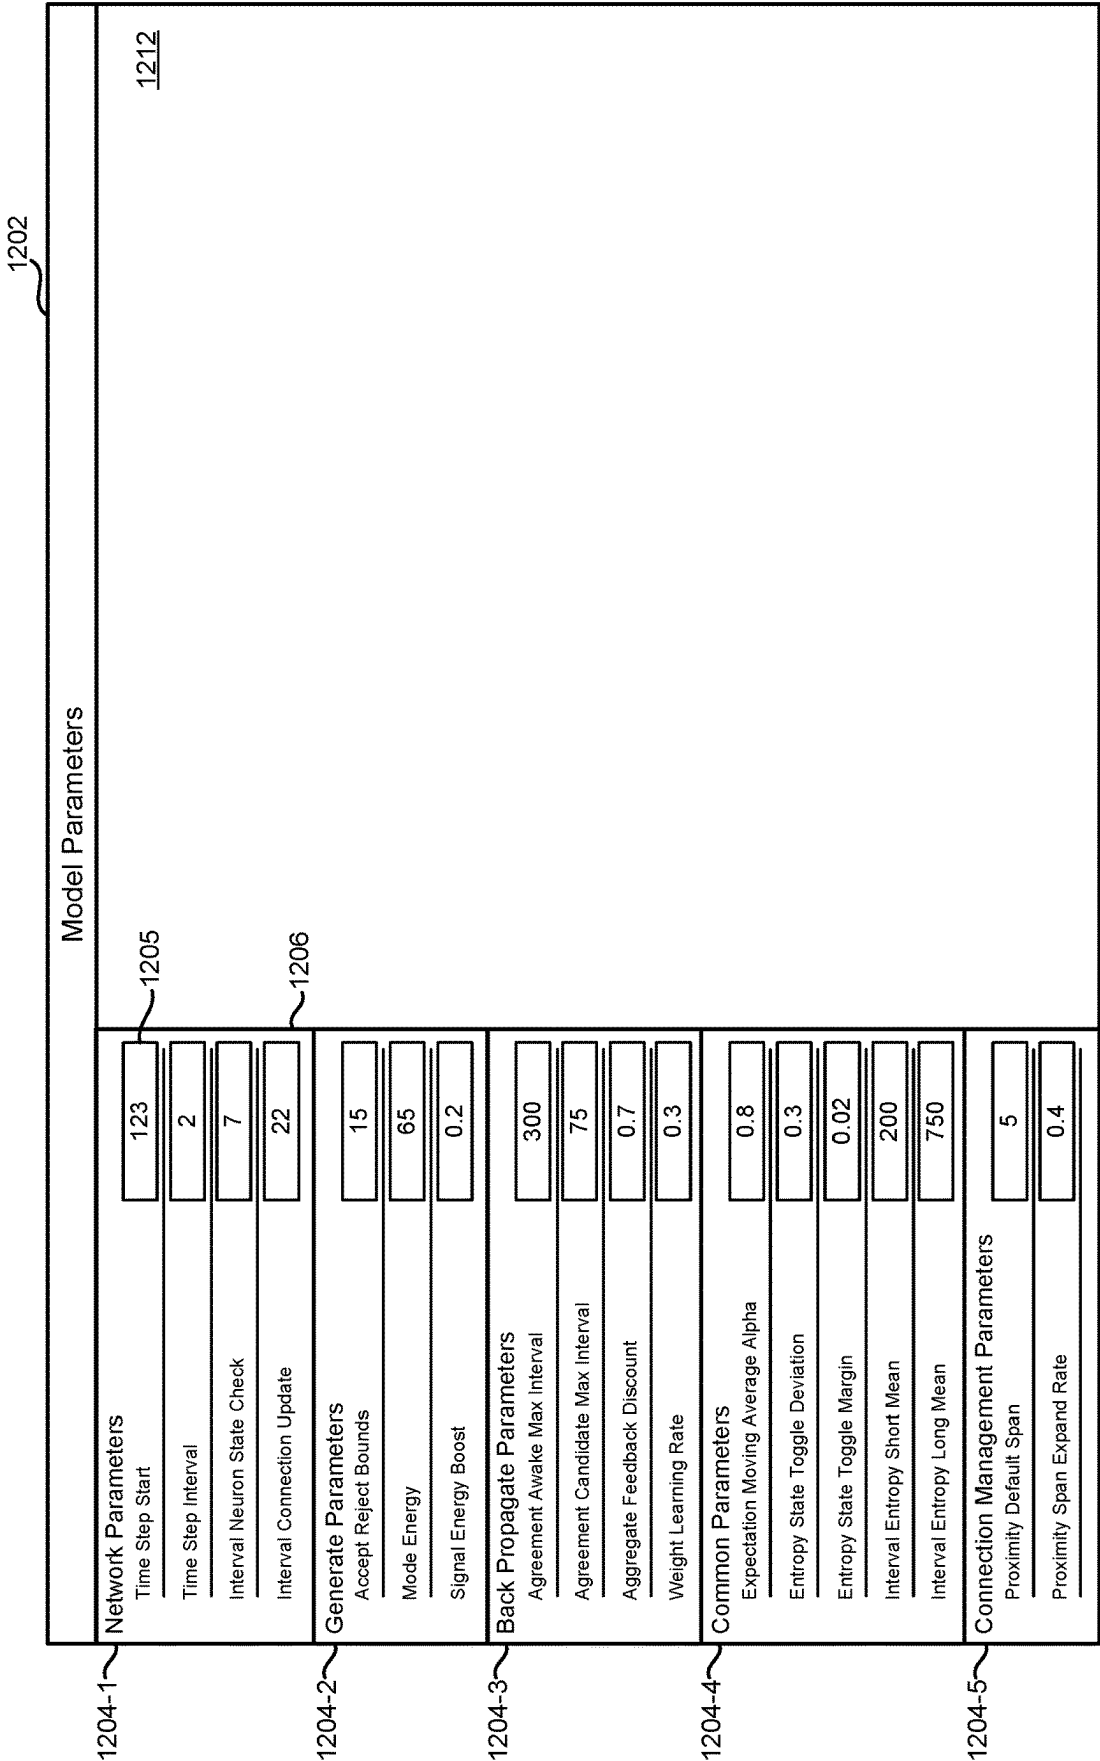 1202
Model Parameters
1212
1204-1
Network Parameters
Time Step Start 123
1205
Time Step Interval 2
Interval Neuron State Check 7
Interval Connection Update 22
1206
1204-2
Generate Parameters
Accept Reject Bounds 15
Mode Energy 65
Signal Energy Boost 0.2
1204-3
Back Propagate Parameters
Agreement Awake Max Interval 300
Agreement Candidate Max Interval 75
Aggregate Feedback Discount 0.7
Weight Learning Rate 0.3
1204-4
Common Parameters
Expectation Moving Average Alpha 0.8
Entropy State Toggle Deviation 0.3
Entropy State Toggle Margin 0.02
Interval Entropy Short Mean 200
Interval Entropy Long Mean 750
1204-5
Connection Management Parameters
Proximity Default Span 5
Proximity Span Expand Rate 0.4